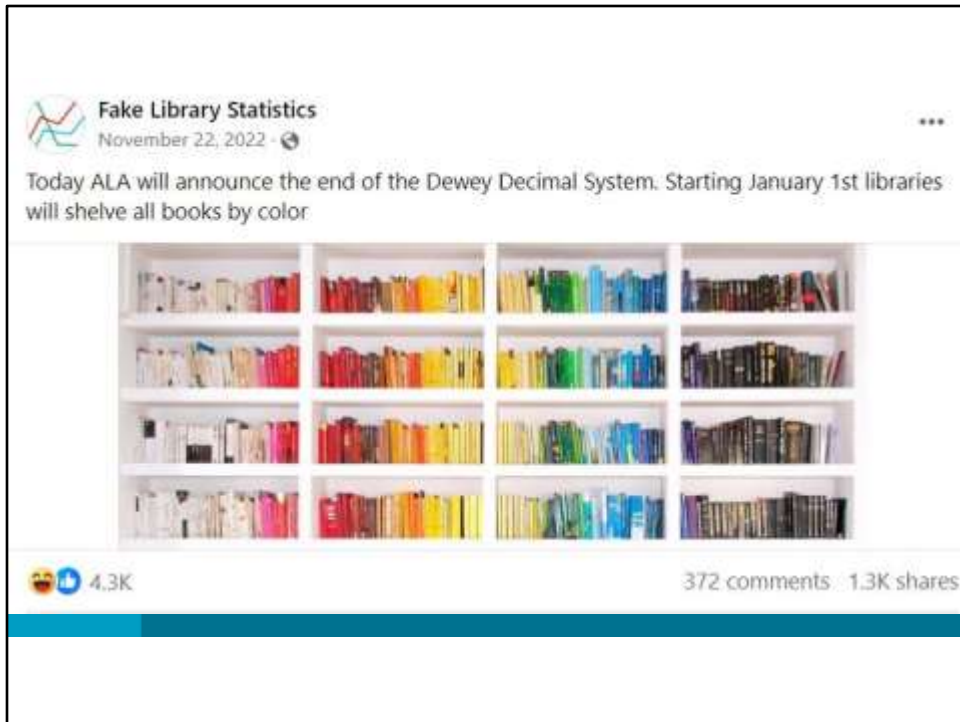 Fake Library Statistics
November 22, 2022 ·
Today ALA will announce the end of the Dewey Decimal System. Starting January 1st libraries
will shelve all books by color
4.3K
372 comments 1.3K shares